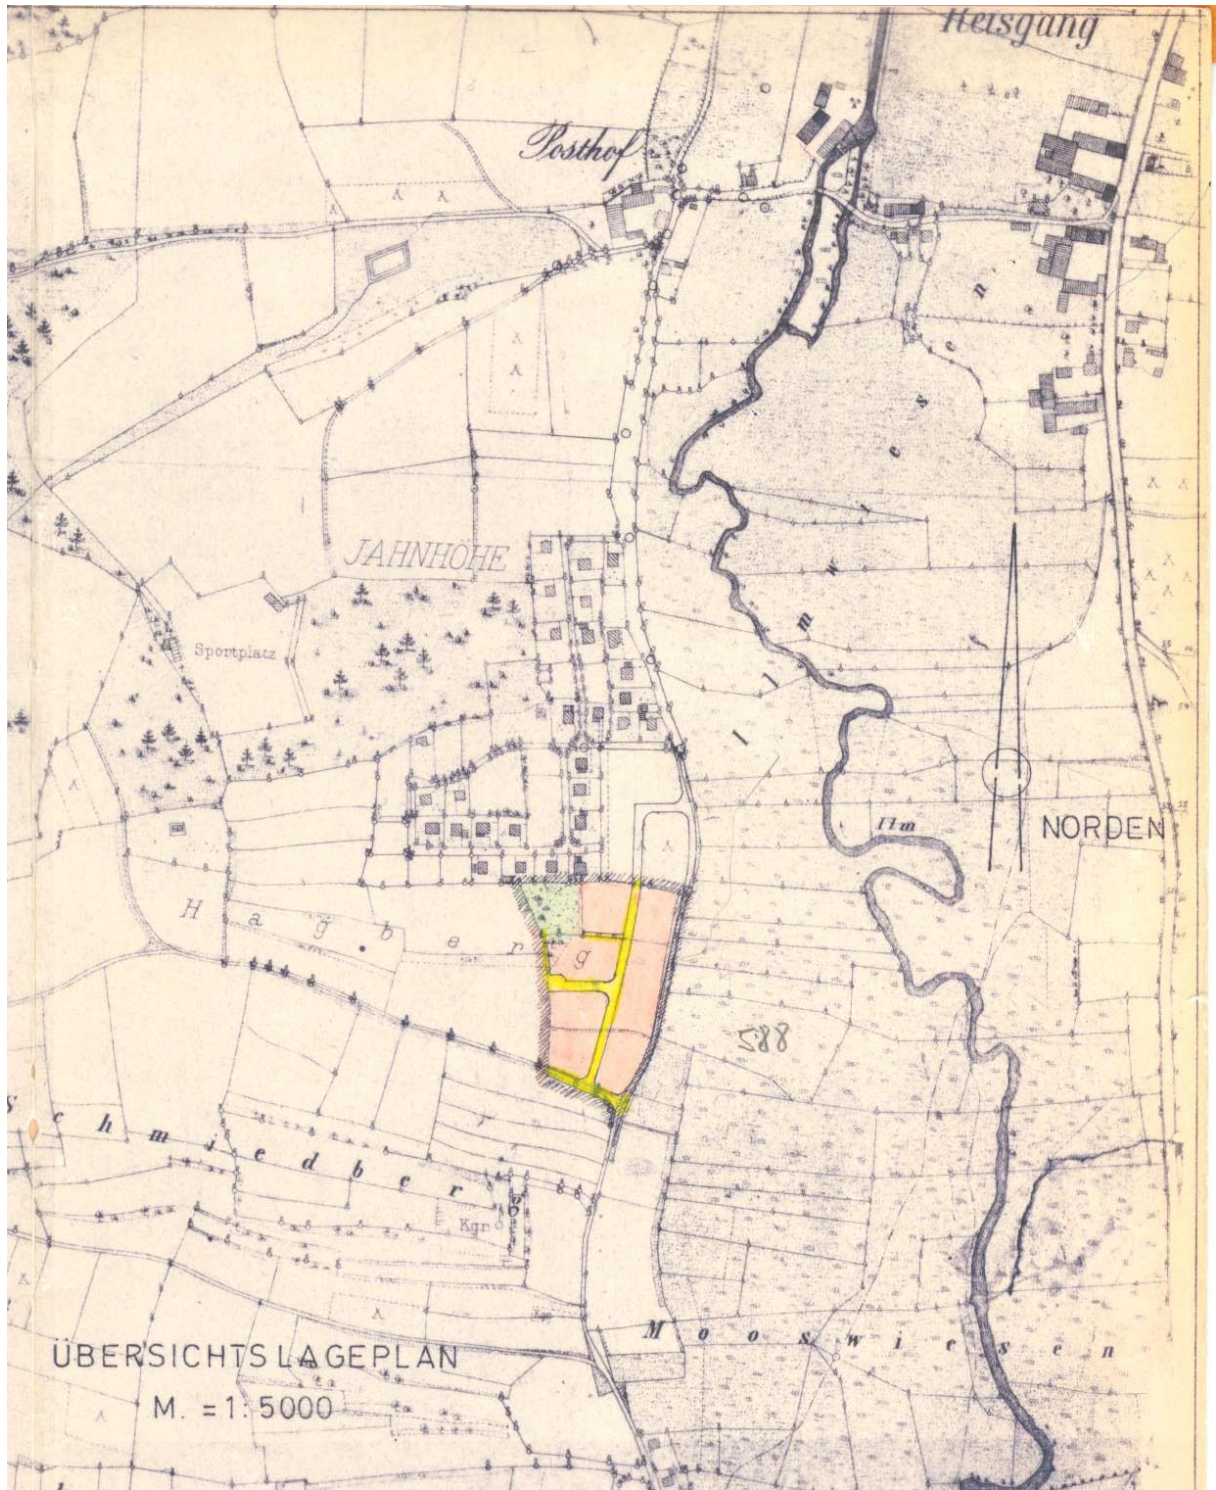 Heisgang
Posthof
JAHNHÖHE
Sportplatz
Ilmwiesen
Ilm
NORDEN
Hagberg
588
Schmiedberg
Kgr
Mooswiesen
ÜBERSICHTSLAGEPLAN
M. = 1:5000